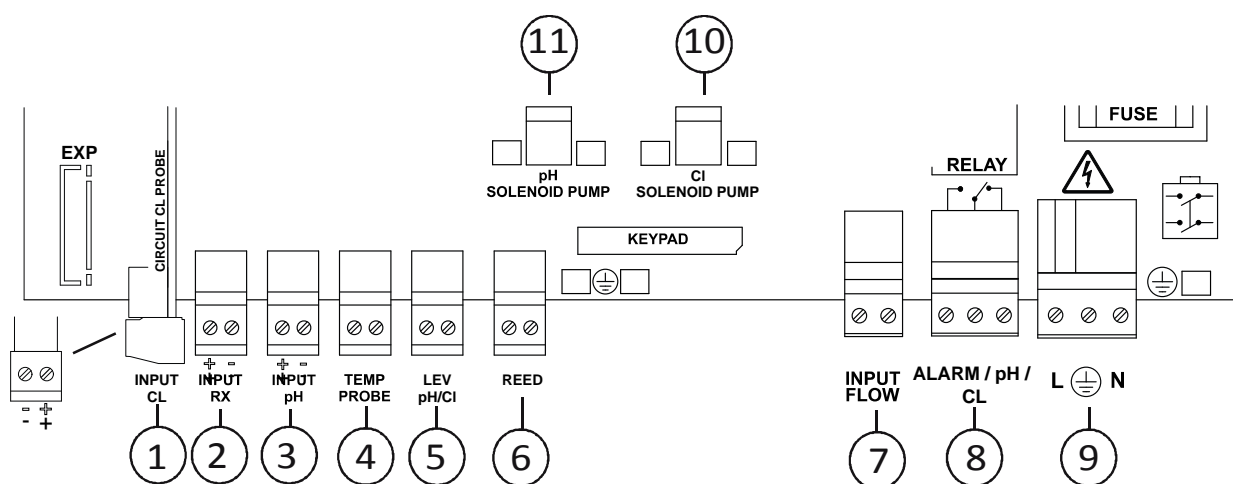 11
10
FUSE
EXP
CIRCUIT CL PROBE
pH
SOLENOID PUMP
Cl
SOLENOID PUMP
RELAY
KEYPAD
- +
- +
INPUT
CL
+ -
+ -
INPUT
RX
+ -
+ -
INPUT
pH
TEMP
PROBE
LEV
pH/Cl
REED
INPUT
FLOW
ALARM / pH /
CL
L N
1
2
3
4
5
6
7
8
9